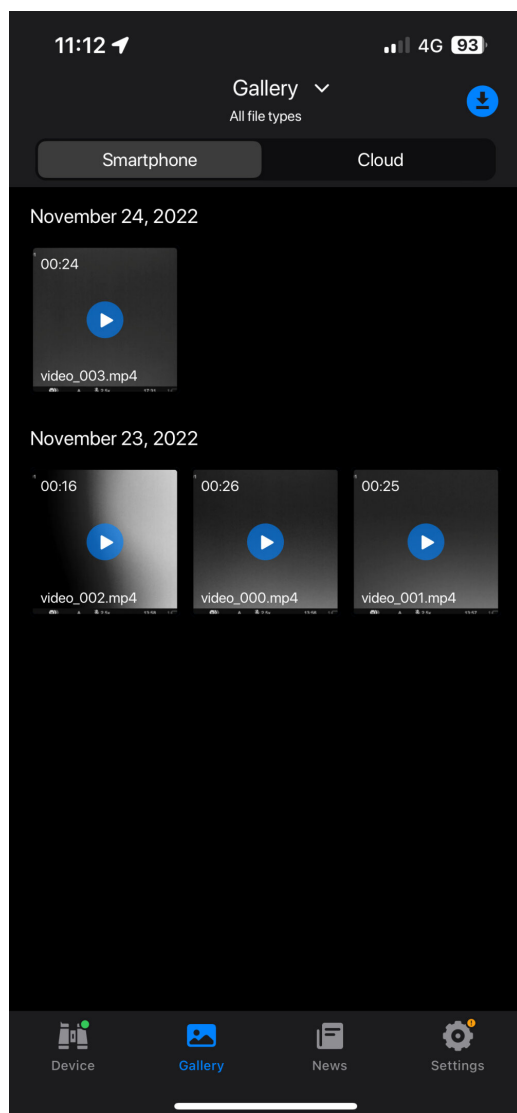 11:12
4G 93
Gallery
All file types
Smartphone Cloud
November 24, 2022
00:24
video_003.mp4
November 23, 2022
00:16 00:26 00:25
video_002.mp4 video_000.mp4 video_001.mp4
Device Gallery News Settings